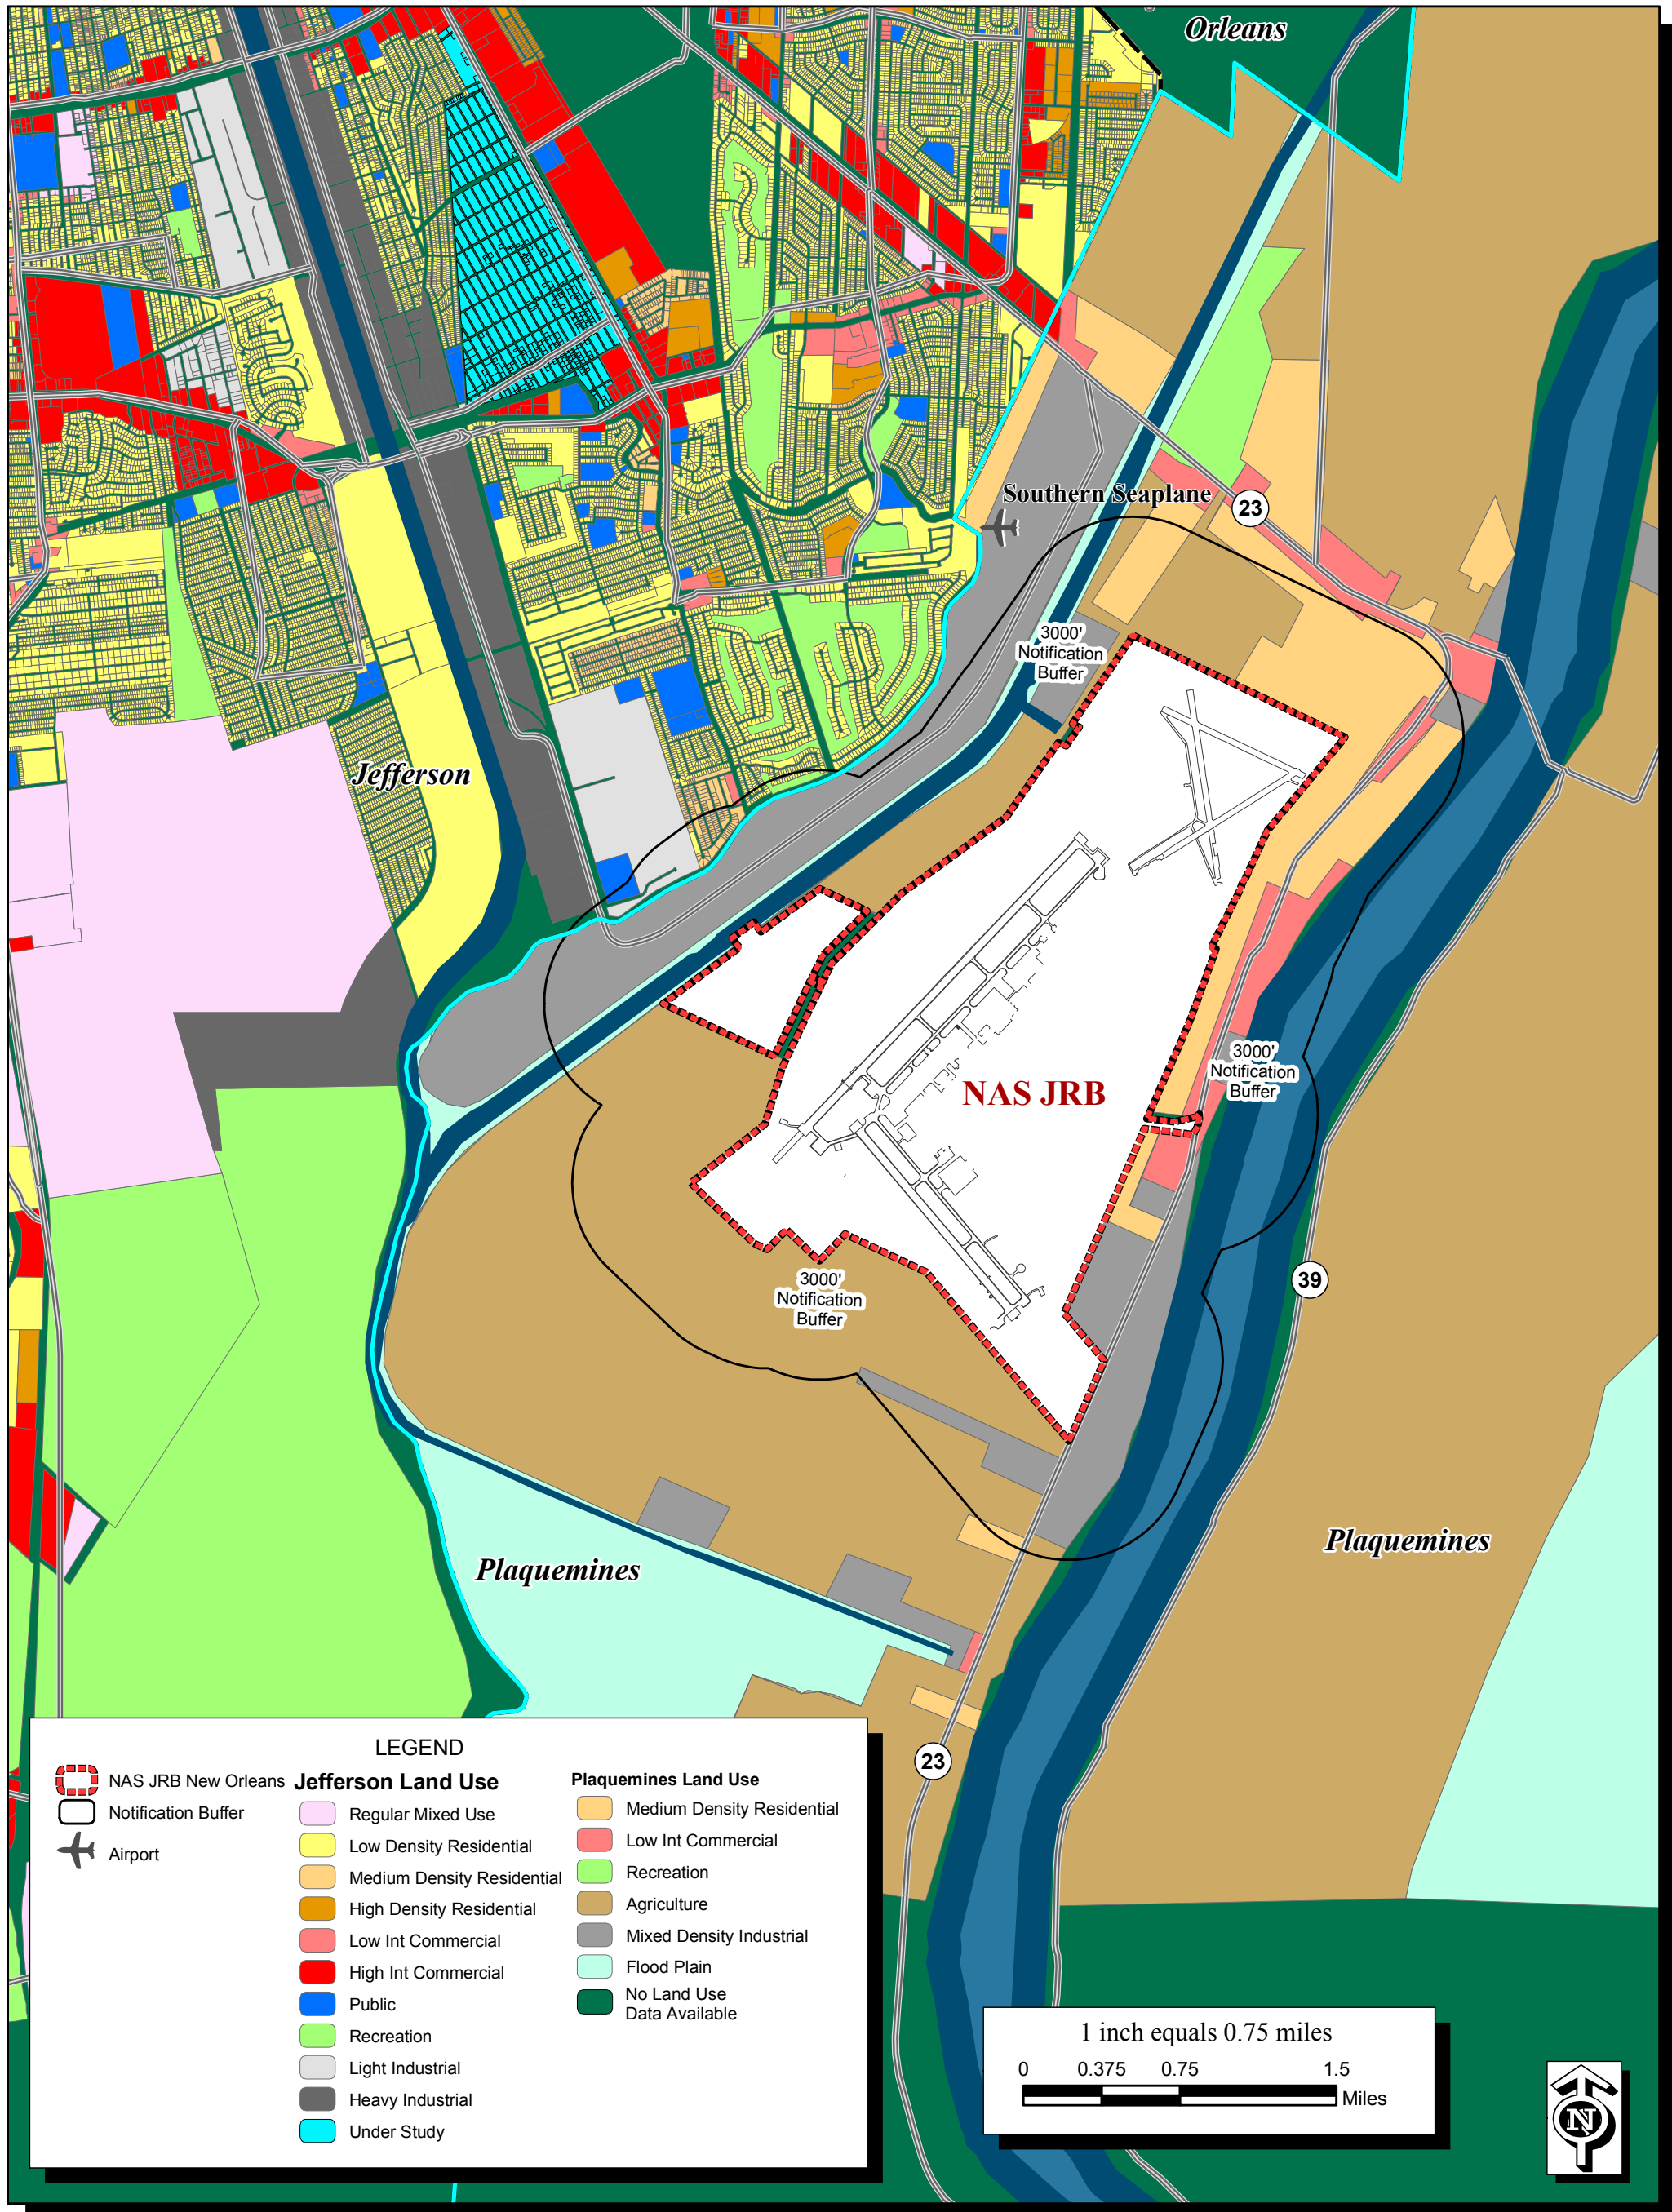 Orleans
Southern Seaplane
23
3000'
Notification
Buffer
Jefferson
NAS JRB
3000'
Notification
Buffer
39
3000'
Notification
Buffer
Plaquemines
Plaquemines
23
LEGEND
NAS JRB New Orleans
Notification Buffer
Airport
Jefferson Land Use
Regular Mixed Use
Low Density Residential
Medium Density Residential
High Density Residential
Low Int Commercial
High Int Commercial
Public
Recreation
Light Industrial
Heavy Industrial
Under Study
Plaquemines Land Use
Medium Density Residential
Low Int Commercial
Recreation
Agriculture
Mixed Density Industrial
Flood Plain
No Land Use
Data Available
1 inch equals 0.75 miles
0 0.375 0.75 1.5
Miles
N